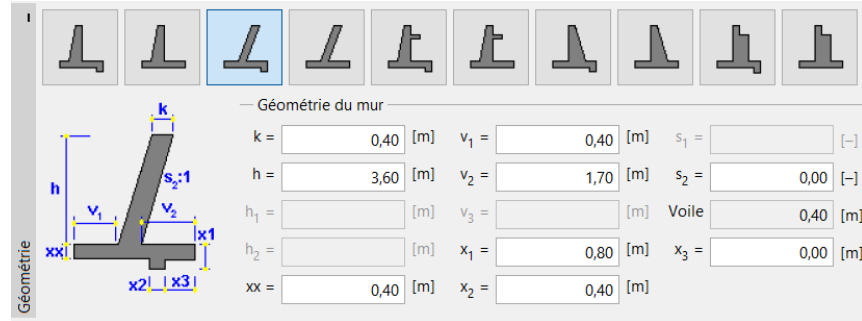 Géométrie
k
h
s₂:1
v₁
v₂
x1
xx
x2
x3
Géométrie du mur
k = 0,40 [m] v₁ = 0,40 [m] s₁ = [–]
h = 3,60 [m] v₂ = 1,70 [m] s₂ = 0,00 [–]
h₁ = [m] v₃ = [m] Voile 0,40 [m]
h₂ = [m] x₁ = 0,80 [m] x₃ = 0,00 [m]
xx = 0,40 [m] x₂ = 0,40 [m]